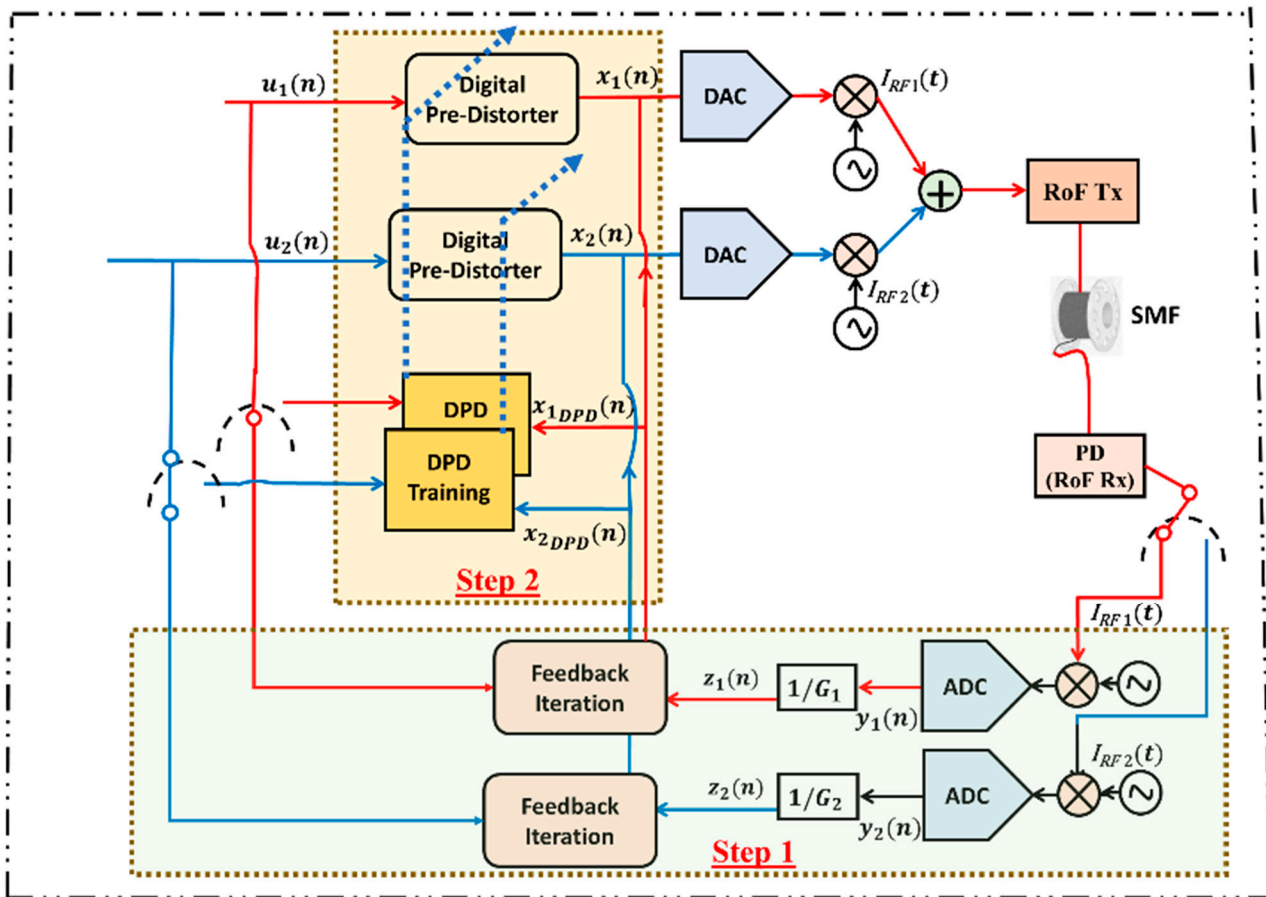 u₁(n)
Digital
Pre-Distorter
x₁(n)
DAC
I_RF1(t)
RoF Tx
u₂(n)
Digital
Pre-Distorter
x₂(n)
DAC
I_RF2(t)
SMF
DPD
x₁DPD(n)
DPD
Training
x₂DPD(n)
Step 2
PD
(RoF Rx)
I_RF1(t)
Feedback
Iteration
z₁(n)
1/G₁
y₁(n)
ADC
I_RF2(t)
Feedback
Iteration
z₂(n)
1/G₂
y₂(n)
ADC
Step 1